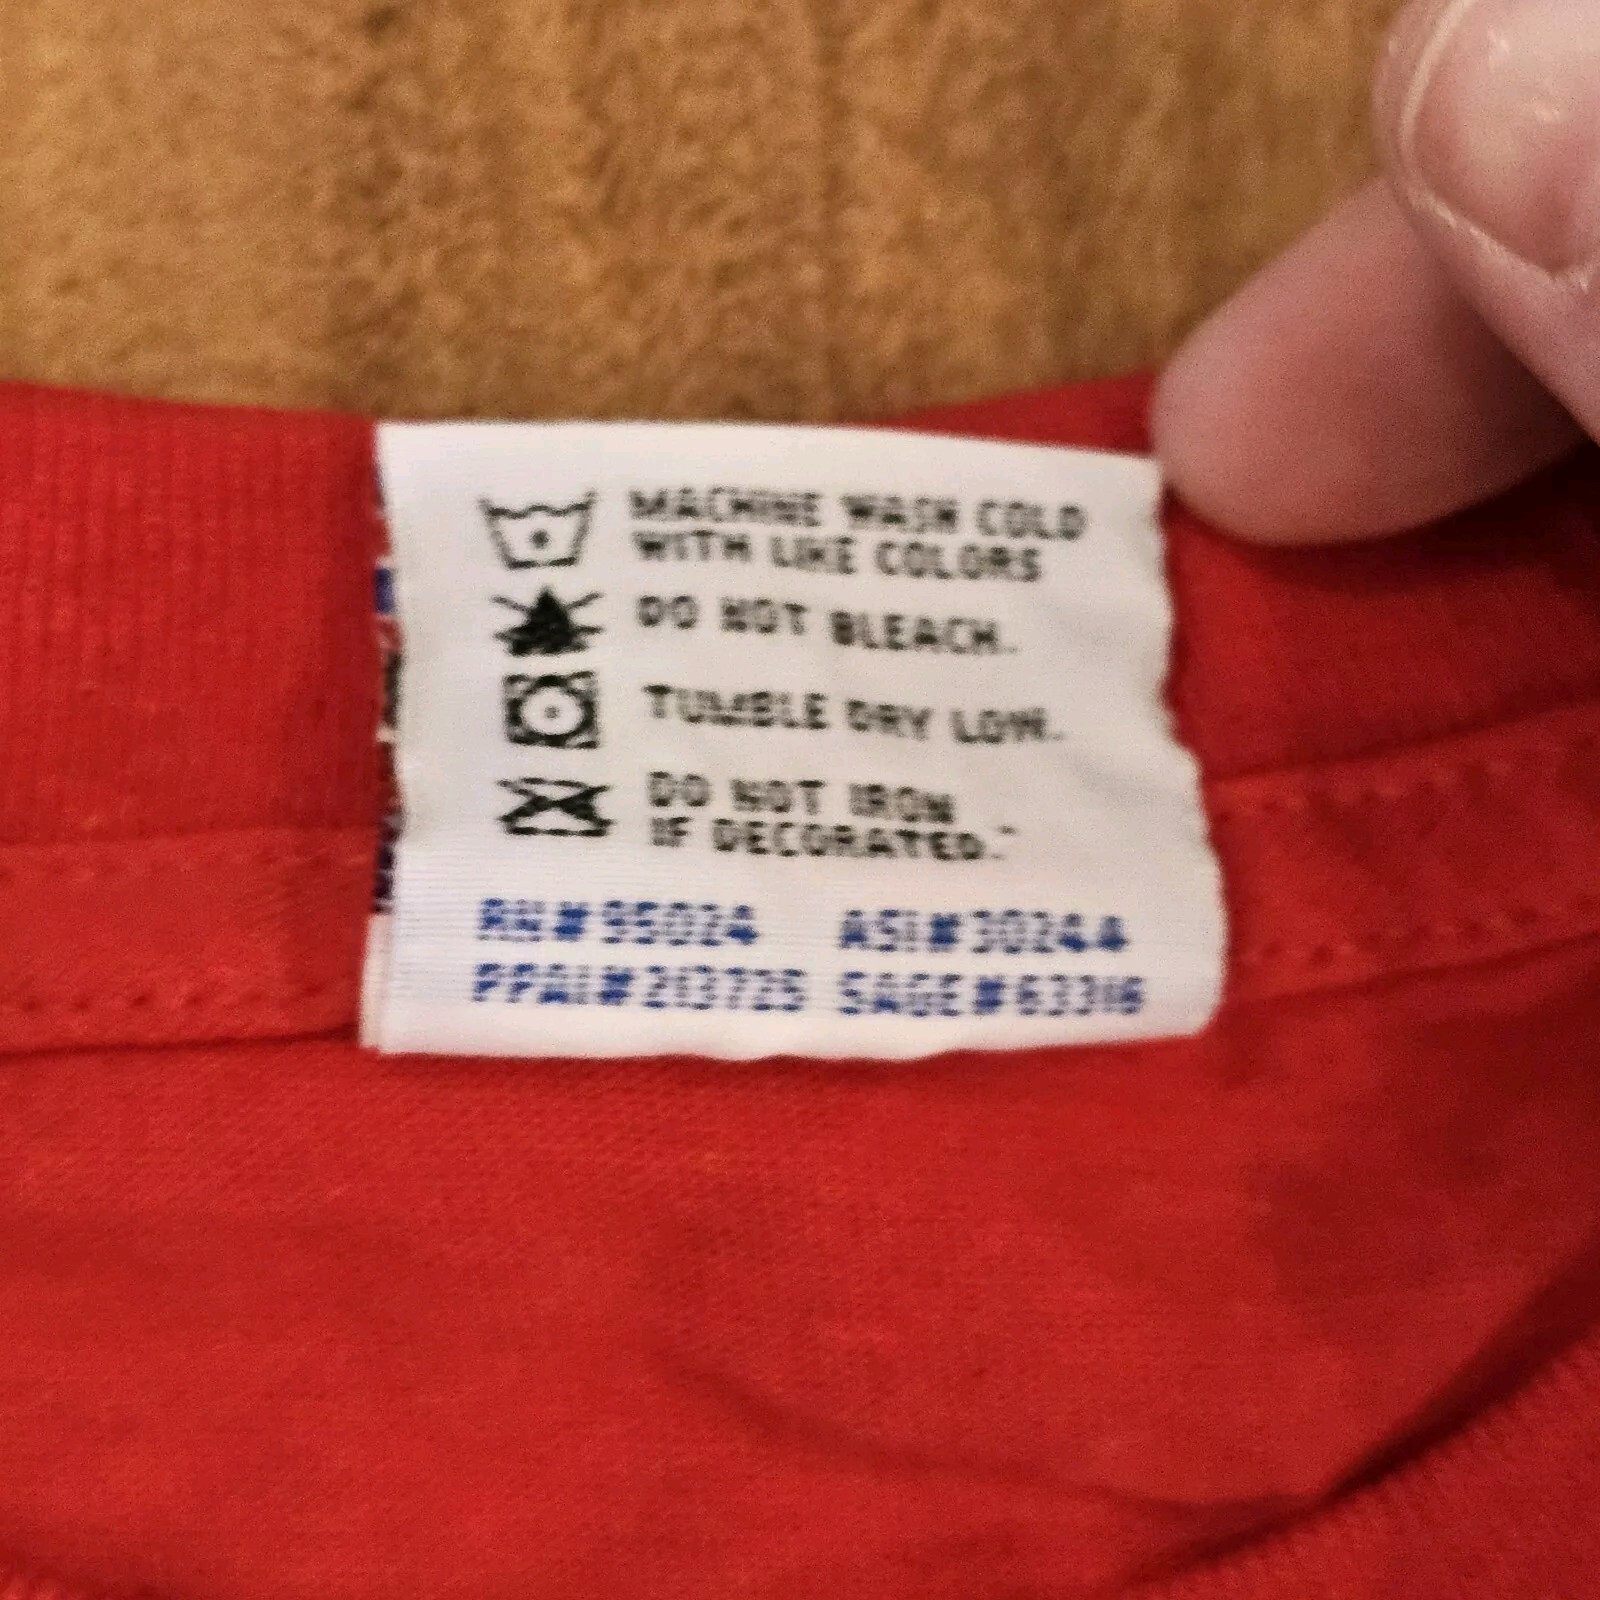 MACHINE WASH COLD
WITH LIKE COLORS
DO NOT BLEACH.
TUMBLE DRY LOW.
DO NOT IRON
IF DECORATED.
RN#95024 ASI#30244
PPAI#213725 SAGE#63316